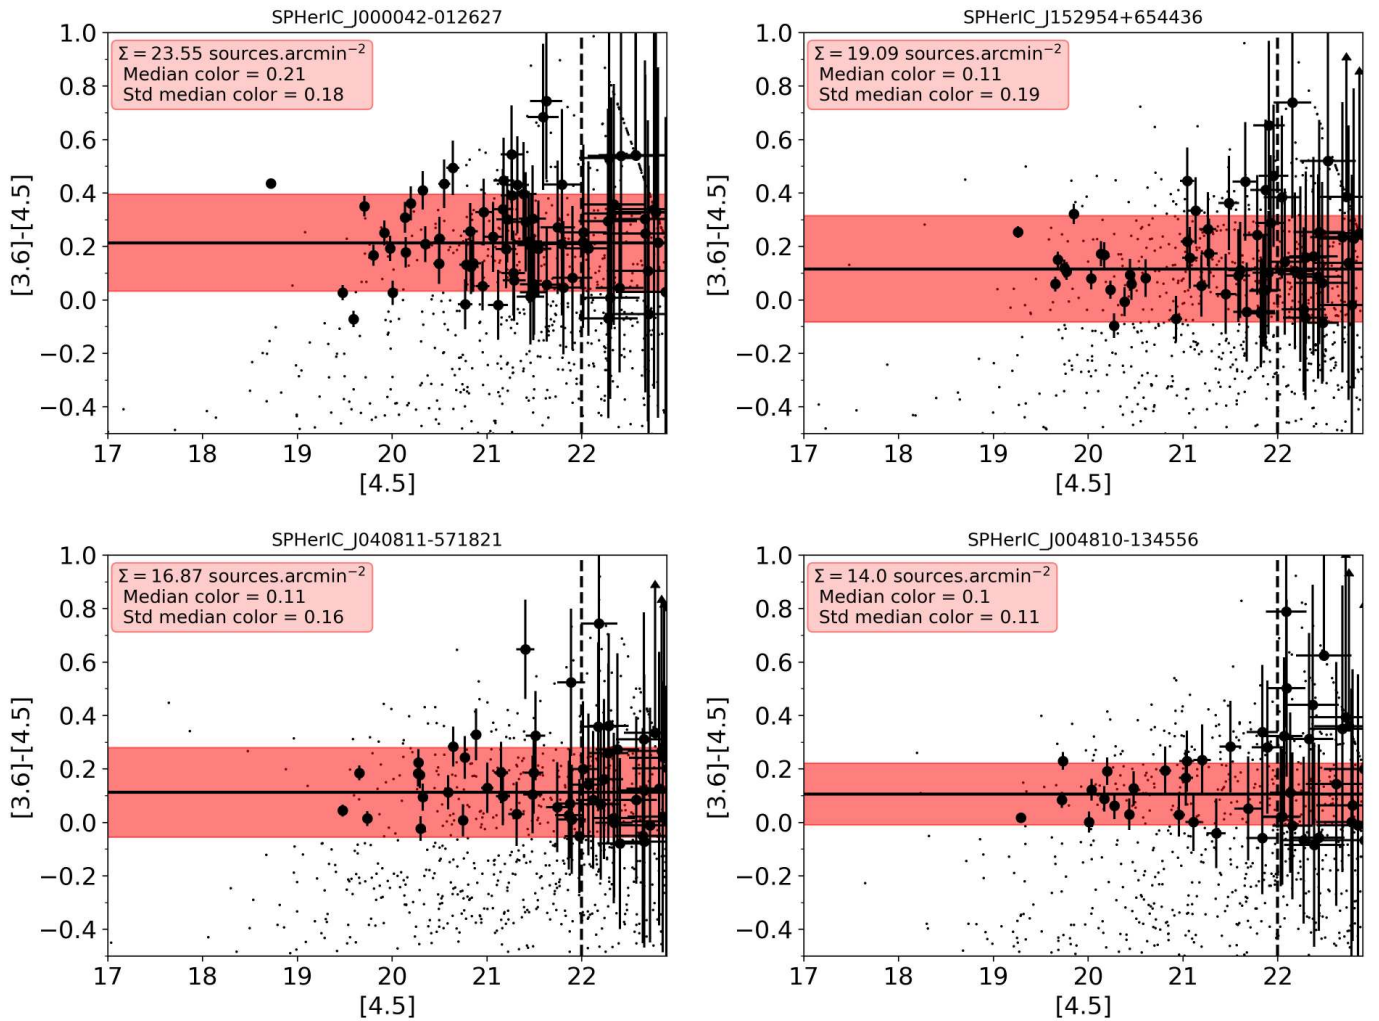 SPHerIC_J000042-012627
Σ = 23.55 sources.arcmin⁻²
Median color = 0.21
Std median color = 0.18
1.0
0.8
0.6
0.4
0.2
0.0
−0.2
−0.4
[3.6]-[4.5]
17 18 19 20 21 22
[4.5]
SPHerIC_J152954+654436
Σ = 19.09 sources.arcmin⁻²
Median color = 0.11
Std median color = 0.19
1.0
0.8
0.6
0.4
0.2
0.0
−0.2
−0.4
[3.6]-[4.5]
17 18 19 20 21 22
[4.5]
SPHerIC_J040811-571821
Σ = 16.87 sources.arcmin⁻²
Median color = 0.11
Std median color = 0.16
1.0
0.8
0.6
0.4
0.2
0.0
−0.2
−0.4
[3.6]-[4.5]
17 18 19 20 21 22
[4.5]
SPHerIC_J004810-134556
Σ = 14.0 sources.arcmin⁻²
Median color = 0.1
Std median color = 0.11
1.0
0.8
0.6
0.4
0.2
0.0
−0.2
−0.4
[3.6]-[4.5]
17 18 19 20 21 22
[4.5]